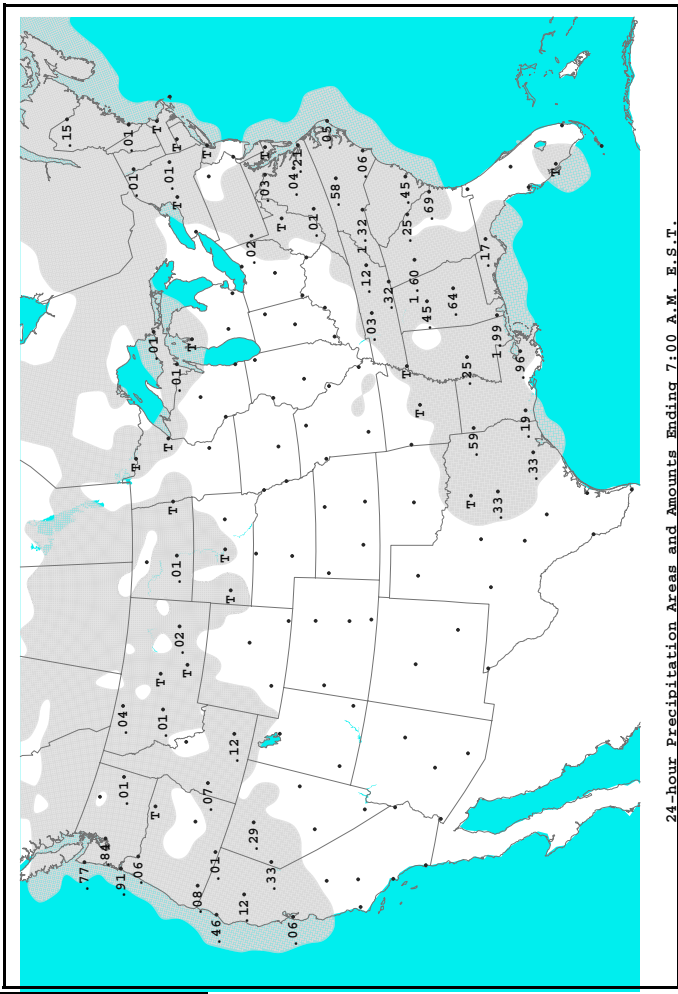 .15
.77
.84
.91
.04
.01
.01
.01
T
.06
.01
T
T
T
.01
T
.01
T
.01
.01
T
T
.02
T
T
.08
T
.07
.01
.46
T
T
.12
.12
.02
.29
.03
T
.33
T
.06
.04
.21
.01
.05
.58
.06
1.32
.12
.03
.32
.45
T
.25
1.60
T
.45
.69
.64
.25
T
.59
.17
1.99
.33
.96
.19
.33
T
24-hour Precipitation Areas and Amounts Ending 7:00 A.M. E.S.T.